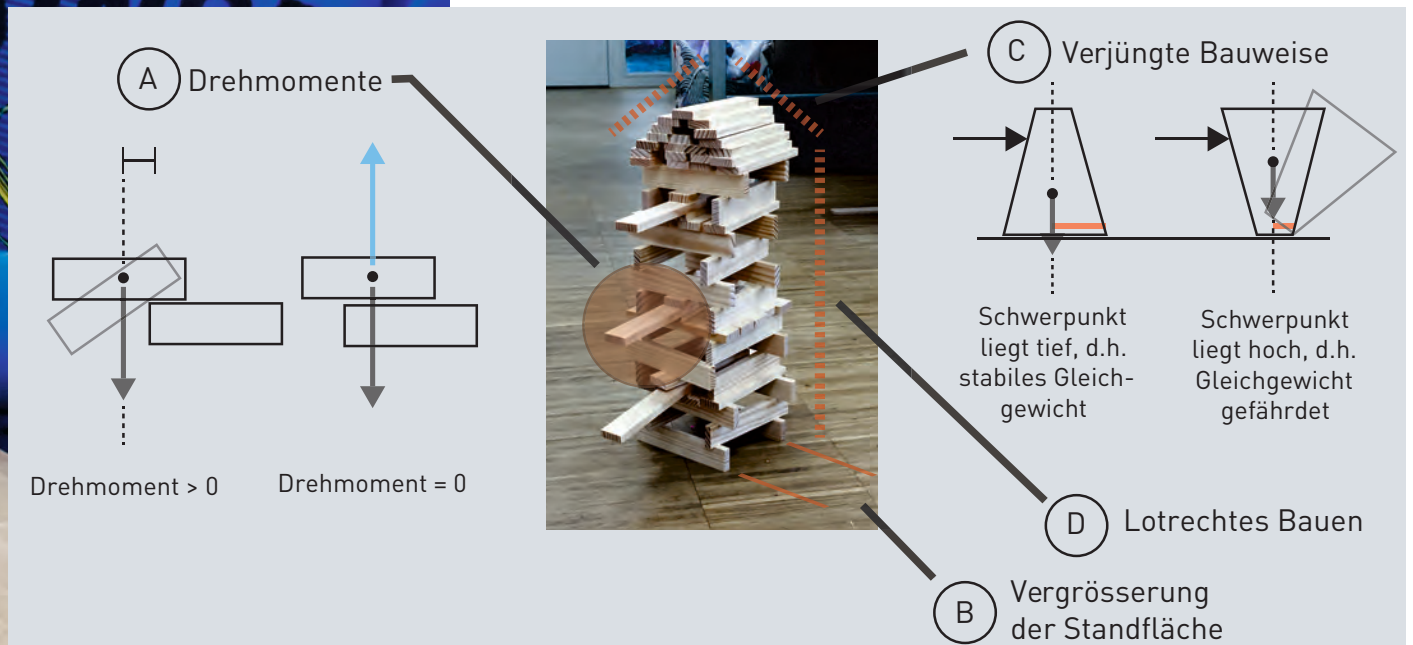 A Drehmomente
Drehmoment > 0
Drehmoment = 0
C Verjüngte Bauweise
Schwerpunkt
liegt tief, d.h.
stabiles Gleich-
gewicht
Schwerpunkt
liegt hoch, d.h.
Gleichgewicht
gefährdet
D Lotrechtes Bauen
B Vergrösserung
der Standfläche